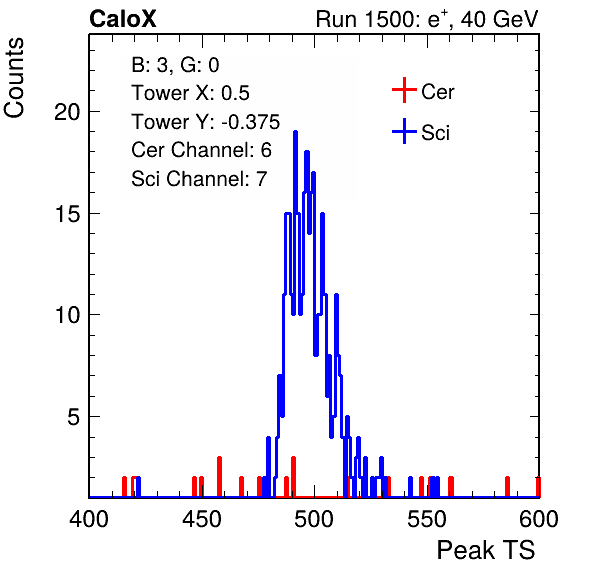 CaloX Run 1500: e⁺, 40 GeV
Counts
B: 3, G: 0
Tower X: 0.5
Tower Y: -0.375
Cer Channel: 6
Sci Channel: 7
Cer
Sci
20
15
10
5
400 450 500 550 600
Peak TS